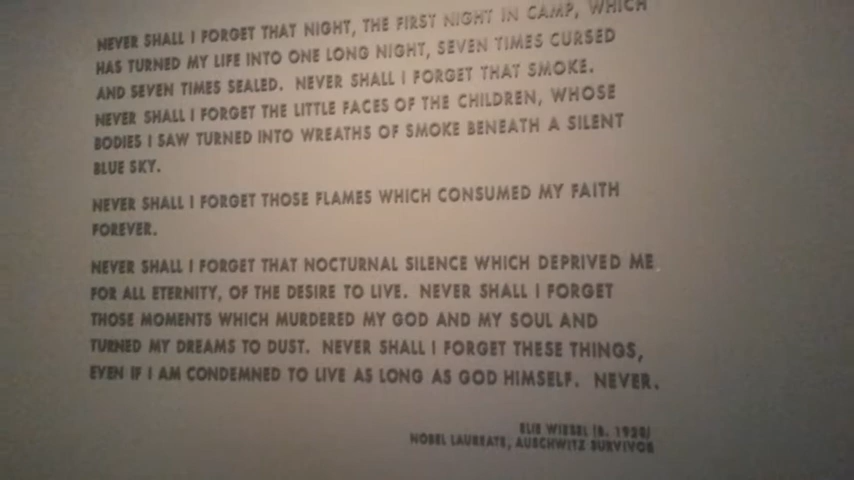 NEVER SHALL I FORGET THAT NIGHT, THE FIRST NIGHT IN CAMP, WHICH
HAS TURNED MY LIFE INTO ONE LONG NIGHT, SEVEN TIMES CURSED
AND SEVEN TIMES SEALED. NEVER SHALL I FORGET THAT SMOKE.
NEVER SHALL I FORGET THE LITTLE FACES OF THE CHILDREN, WHOSE
BODIES I SAW TURNED INTO WREATHS OF SMOKE BENEATH A SILENT
BLUE SKY.
NEVER SHALL I FORGET THOSE FLAMES WHICH CONSUMED MY FAITH
FOREVER.
NEVER SHALL I FORGET THAT NOCTURNAL SILENCE WHICH DEPRIVED ME,
FOR ALL ETERNITY, OF THE DESIRE TO LIVE. NEVER SHALL I FORGET
THOSE MOMENTS WHICH MURDERED MY GOD AND MY SOUL AND
TURNED MY DREAMS TO DUST. NEVER SHALL I FORGET THESE THINGS,
EVEN IF I AM CONDEMNED TO LIVE AS LONG AS GOD HIMSELF. NEVER.
ELIE WIESEL (B. 1928)
NOBEL LAUREATE, AUSCHWITZ SURVIVOR